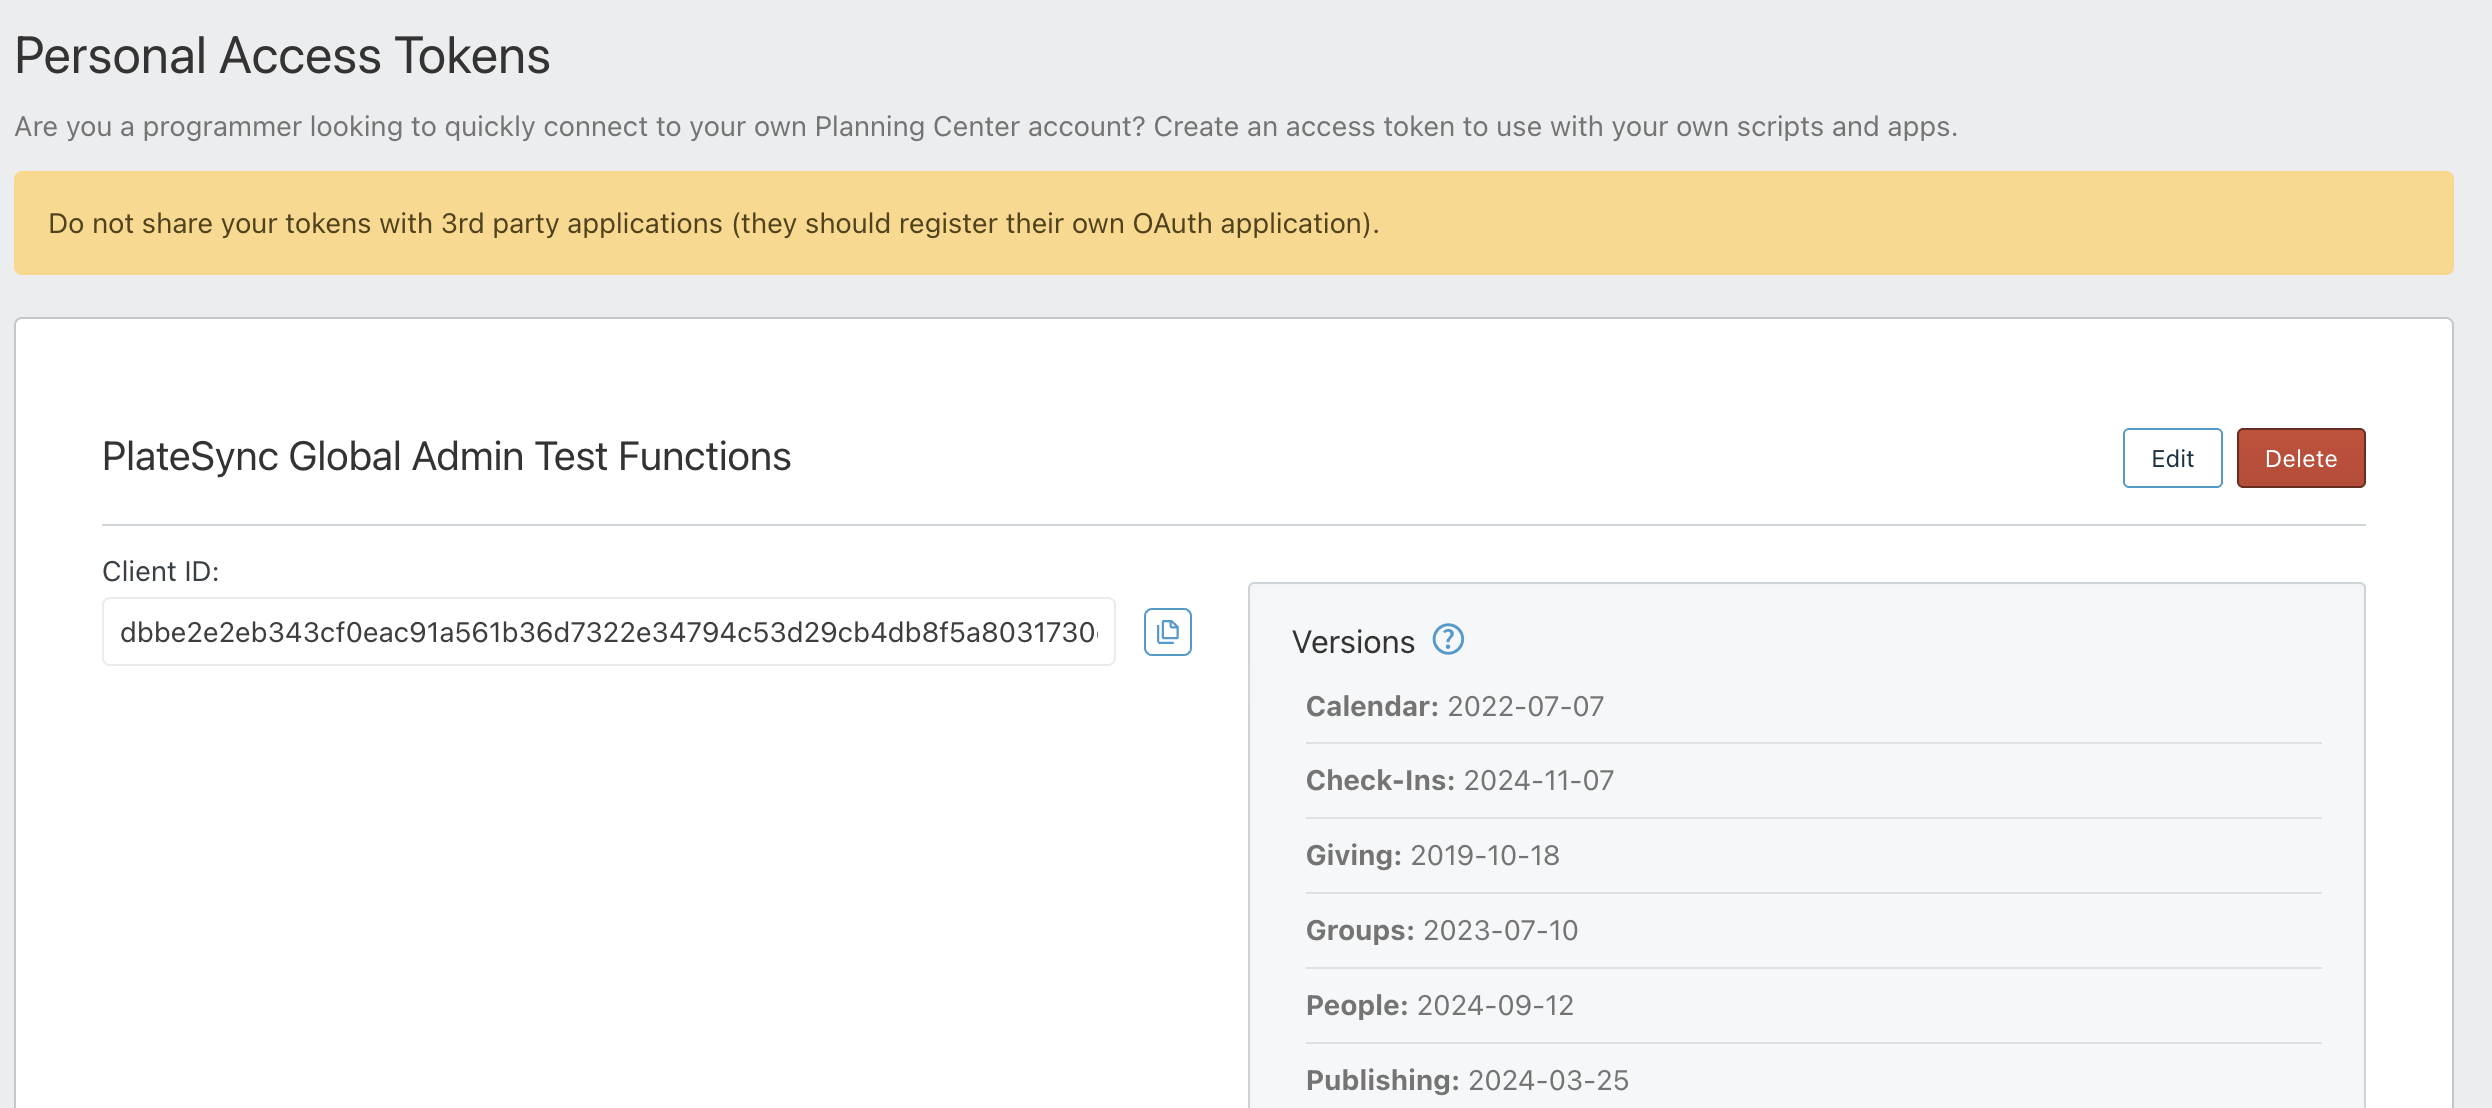 Personal Access Tokens
Are you a programmer looking to quickly connect to your own Planning Center account? Create an access token to use with your own scripts and apps.
Do not share your tokens with 3rd party applications (they should register their own OAuth application).
PlateSync Global Admin Test Functions
Edit
Delete
Client ID:
dbbe2e2eb343cf0eac91a561b36d7322e34794c53d29cb4db8f5a8031730
Versions
Calendar: 2022-07-07
Check-Ins: 2024-11-07
Giving: 2019-10-18
Groups: 2023-07-10
People: 2024-09-12
Publishing: 2024-03-25